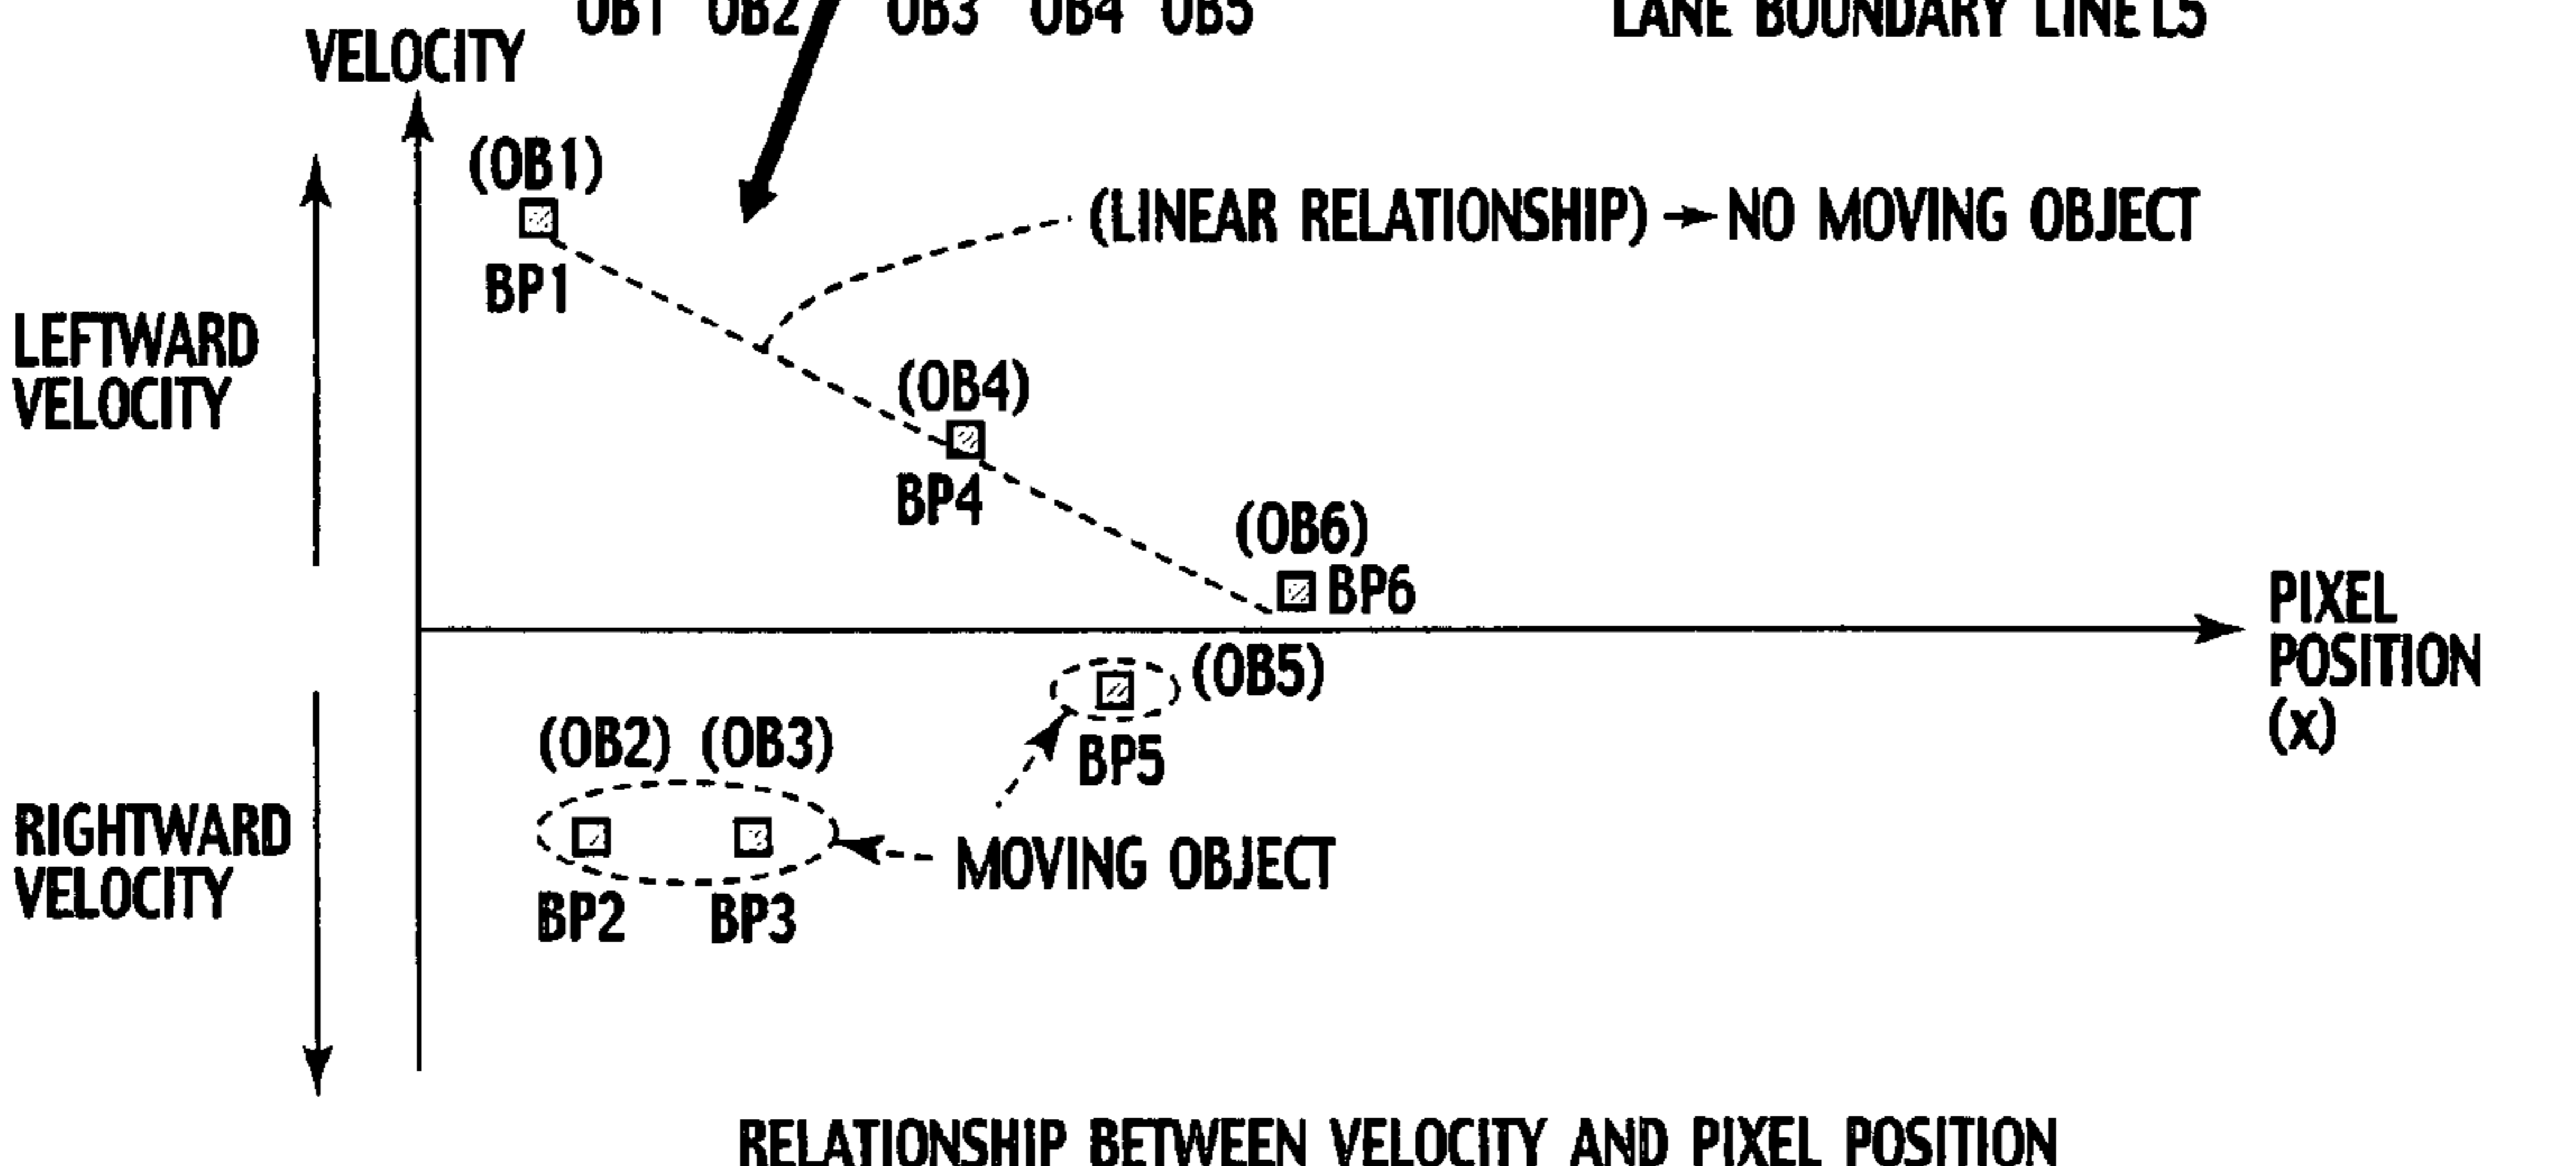 OB1 OB2 OB3 OB4 OB5
LANE BOUNDARY LINE L5
VELOCITY
(OB1)
BP1
(LINEAR RELATIONSHIP) → NO MOVING OBJECT
LEFTWARD
VELOCITY
(OB4)
BP4
(OB6)
BP6
PIXEL
POSITION
(x)
(OB5)
BP5
(OB2) (OB3)
BP2 BP3
MOVING OBJECT
RIGHTWARD
VELOCITY
RELATIONSHIP BETWEEN VELOCITY AND PIXEL POSITION